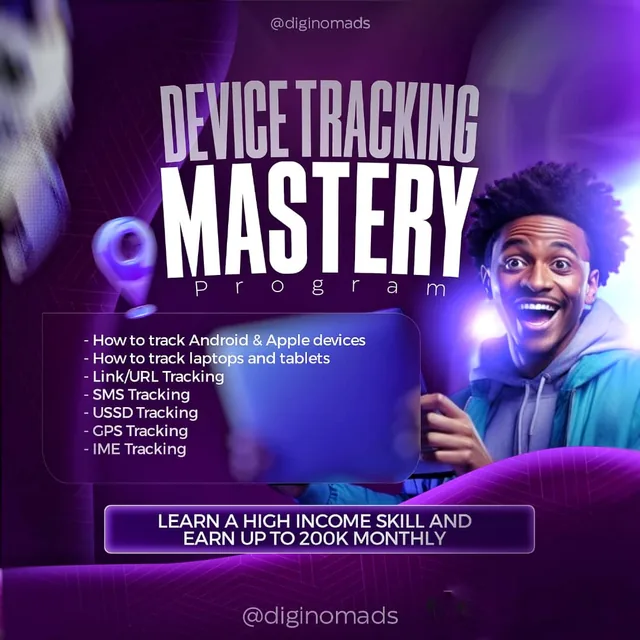 @diginomads
DEVICE TRACKING
MASTERY
Program
- How to track Android & Apple devices
- How to track laptops and tablets
- Link/URL Tracking
- SMS Tracking
- USSD Tracking
- GPS Tracking
- IME Tracking
LEARN A HIGH INCOME SKILL AND
EARN UP TO 200K MONTHLY
@diginomads